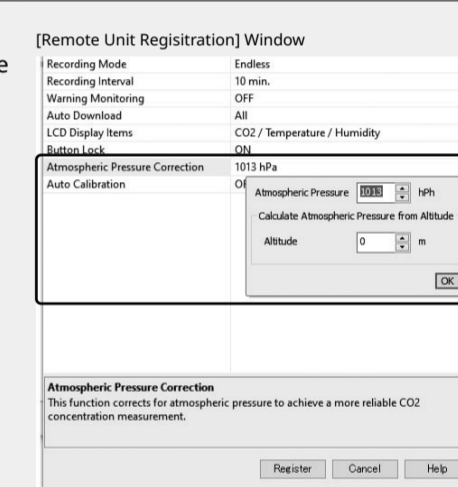 [Remote Unit Regisitration] Window
e
Recording Mode Endless
Recording Interval 10 min.
Warning Monitoring OFF
Auto Download All
LCD Display Items CO2 / Temperature / Humidity
Button Lock ON
Atmospheric Pressure Correction 1013 hPa
Auto Calibration
Atmospheric Pressure 1013 hPh
Calculate Atmospheric Pressure from Altitude
Altitude 0 m
OK
Atmospheric Pressure Correction
This function corrects for atmospheric pressure to achieve a more reliable CO2
concentration measurement.
Register Cancel Help